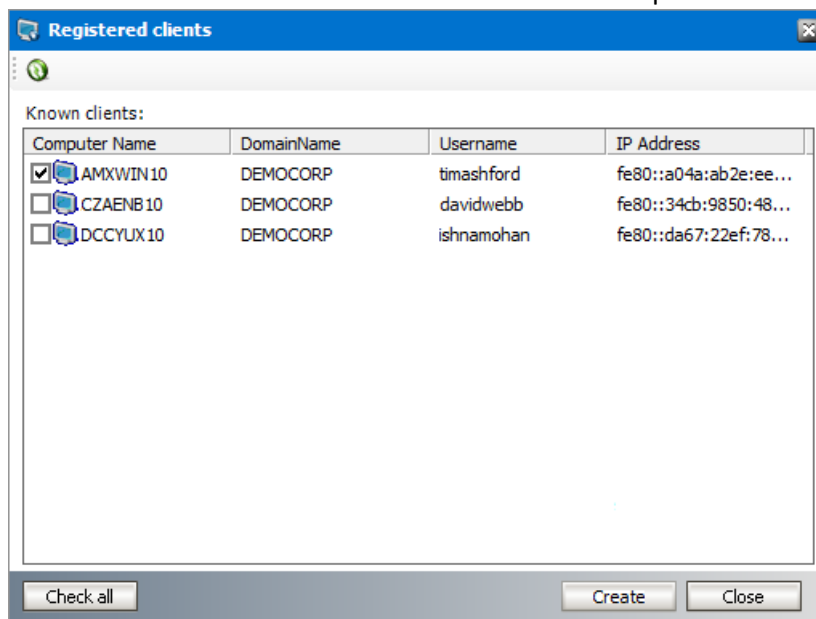 Registered clients
Known clients:
Computer Name DomainName Username IP Address
AMXWIN10 DEMOCORP timashford fe80::a04a:ab2e:ee...
CZAENB10 DEMOCORP davidwebb fe80::34cb:9850:48...
DCCYUX10 DEMOCORP ishnamohan fe80::da67:22ef:78...
Check all Create Close